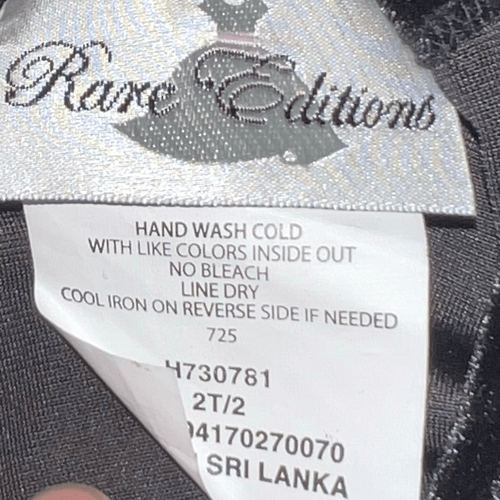 Rare Editions
HAND WASH COLD
WITH LIKE COLORS INSIDE OUT
NO BLEACH
LINE DRY
COOL IRON ON REVERSE SIDE IF NEEDED
725
H730781
2T/2
94170270070
SRI LANKA